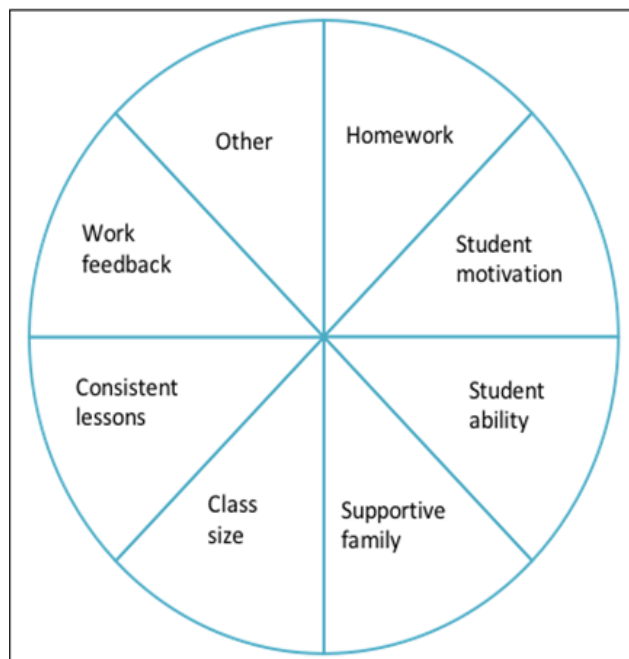 Other
Homework
Work
feedback
Student
motivation
Consistent
lessons
Student
ability
Class
size
Supportive
family